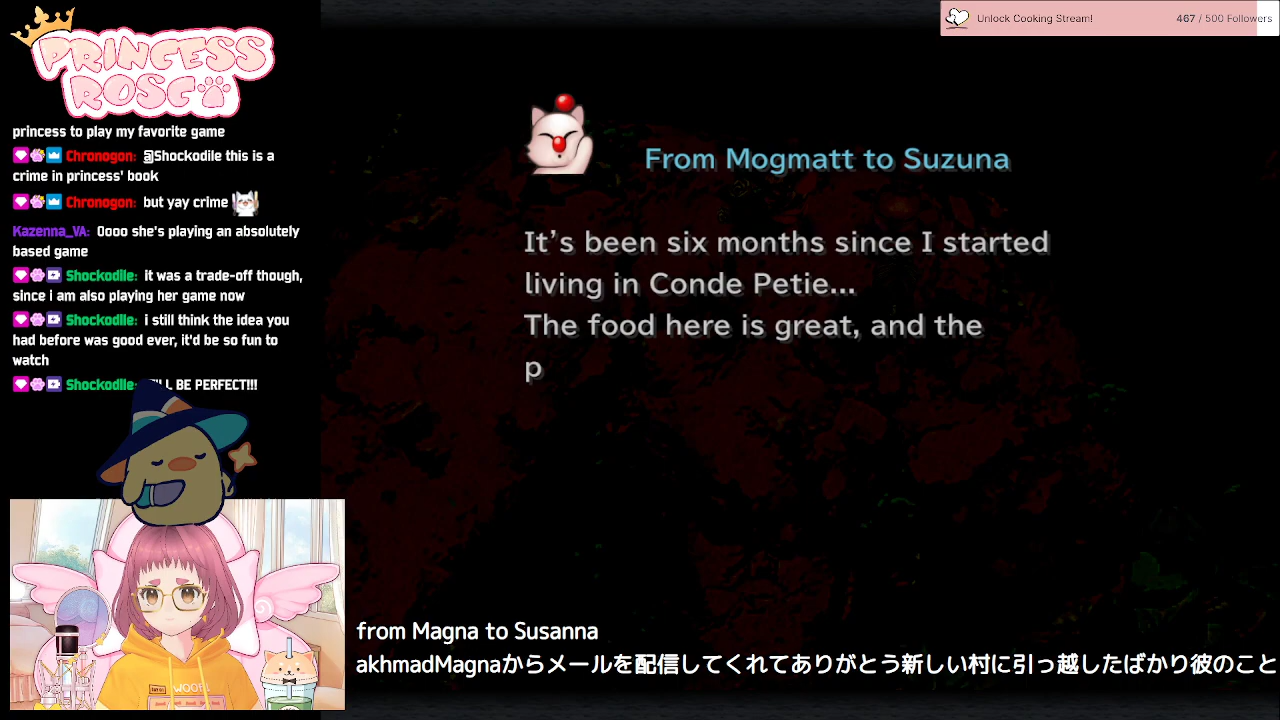 PRINCESS
ROSE
princess to play my favorite game
Chronogon: @Shockodile this is a
crime in princess' book
Chronogon: but yay crime
Kazenna_VA: Oooo she's playing an absolutely
based game
Shockodile: it was a trade-off though,
since i am also playing her game now
Shockodile: i still think the idea you
had before was good ever, it'd be so fun to
watch
Shockodile: LL BE PERFECT!!!
Unlock Cooking Stream!
467 / 500 Followers
From Mogmatt to Suzuna
It's been six months since I started
living in Conde Petie...
The food here is great, and the
p
WOOF!
from Magna to Susanna
akhmadMagnaからメールを配信してくれてありがとう新しい村に引っ越したばかり彼のこと